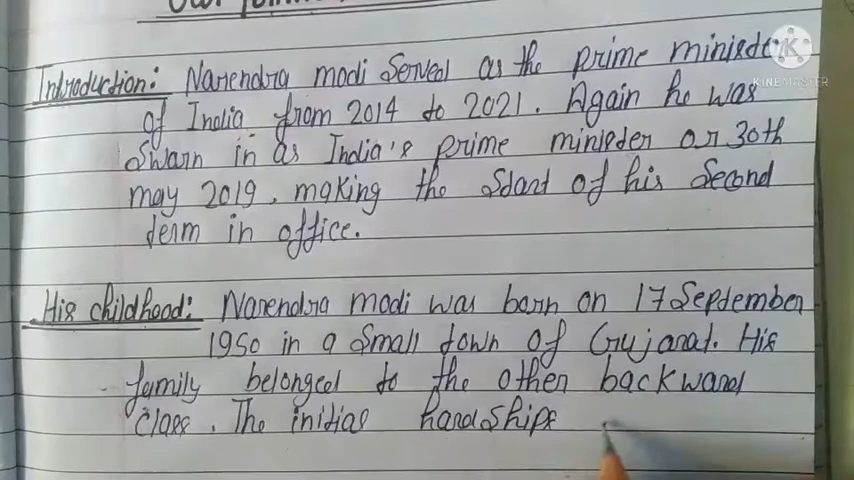 Introduction: Narendra modi Served as the prime minister
of India from 2014 to 2021. Again he was
Swarn in as India's prime minister on 30th
may 2019, making the Start of his Second
term in office.
His childhood: Narendra modi was born on 17 September
1950 in a Small town of Gujarat. His
family belonged to the other backward
class. The initial hardships
K
KINEMASTER